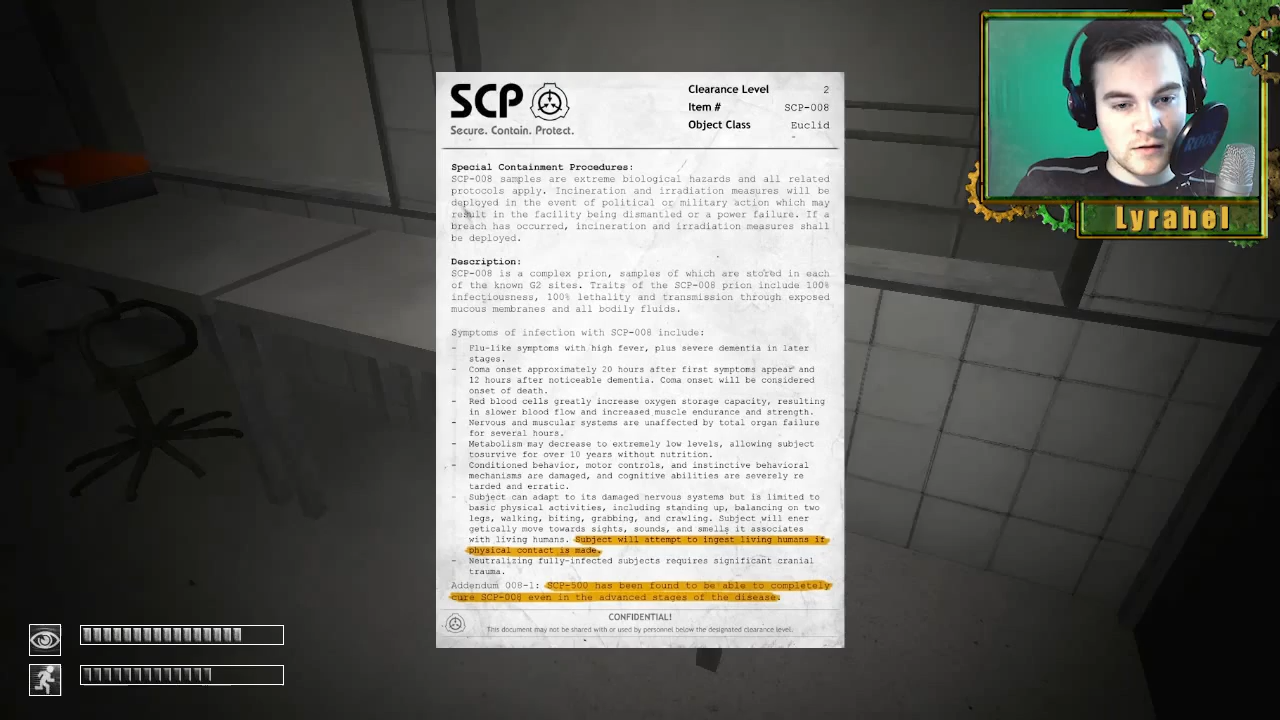 SCP
Secure. Contain. Protect.
Clearance Level 2
Item # SCP-008
Object Class Euclid
Special Containment Procedures:
SCP-008 samples are extreme biological hazards and all related
protocols apply. Incineration and irradiation measures will be
deployed in the event of political or military action which may
result in the facility being dismantled or a power failure. If a
breach has occurred, incineration and irradiation measures shall
be deployed.
Description:
SCP-008 is a complex prion, samples of which are stored in each
of the known G2 sites. Traits of the SCP-008 prion include 100%
infectiousness, 100% lethality and transmission through exposed
mucous membranes and all bodily fluids.
Symptoms of infection with SCP-008 include:
- Flu-like symptoms with high fever, plus severe dementia in later
stages.
- Coma onset approximately 20 hours after first symptoms appear and
12 hours after noticeable dementia. Coma onset will be considered
onset of death.
- Red blood cells greatly increase oxygen storage capacity, resulting
in slower blood flow and increased muscle endurance and strength.
- Nervous and muscular systems are unaffected by total organ failure
for several hours.
- Metabolism may decrease to extremely low levels, allowing subject
tosurvive for over 10 years without nutrition.
- Conditioned behavior, motor controls, and instinctive behavioral
mechanisms are damaged, and cognitive abilities are severely re
tarded and erratic.
- Subject can adapt to its damaged nervous systems but is limited to
basic physical activities, including standing up, balancing on two
legs, walking, biting, grabbing, and crawling. Subject will ener
getically move towards sights, sounds, and smells it associates
with living humans. Subject will attempt to ingest living humans if
physical contact is made.
- Neutralizing fully-infected subjects requires significant cranial
trauma.
Addendum 008-1: SCP-500 has been found to be able to completely
cure SCP-008 even in the advanced stages of the disease.
CONFIDENTIAL!
This document may not be shared with or used by personnel below the designated clearance level.
RODE
Lyrahel